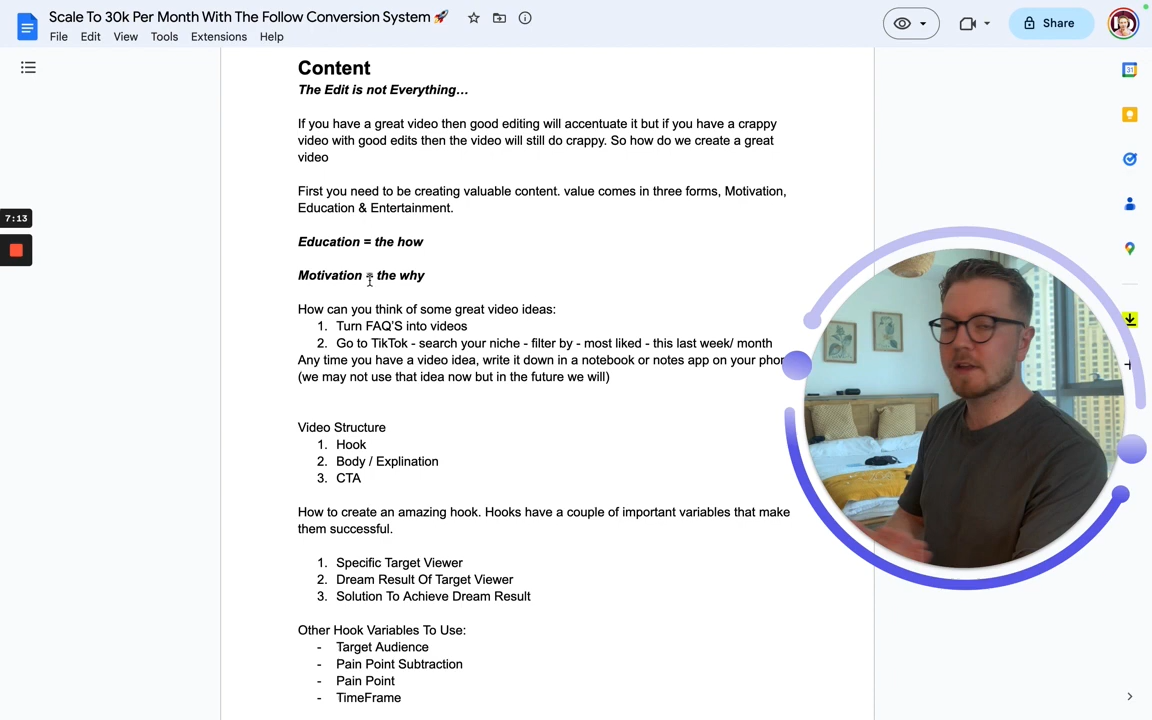 Scale To 30k Per Month With The Follow Conversion System 🚀
File Edit View Tools Extensions Help
Share
31
7:13
Content
The Edit is not Everything…
If you have a great video then good editing will accentuate it but if you have a crappy
video with good edits then the video will still do crappy. So how do we create a great
video
First you need to be creating valuable content. value comes in three forms, Motivation,
Education & Entertainment.
Education = the how
Motivation = the why
How can you think of some great video ideas:
1. Turn FAQ'S into videos
2. Go to TikTok - search your niche - filter by - most liked - this last week/ month
Any time you have a video idea, write it down in a notebook or notes app on your phon
(we may not use that idea now but in the future we will)
Video Structure
1. Hook
2. Body / Explination
3. CTA
How to create an amazing hook. Hooks have a couple of important variables that make
them successful.
1. Specific Target Viewer
2. Dream Result Of Target Viewer
3. Solution To Achieve Dream Result
Other Hook Variables To Use:
- Target Audience
- Pain Point Subtraction
- Pain Point
- TimeFrame